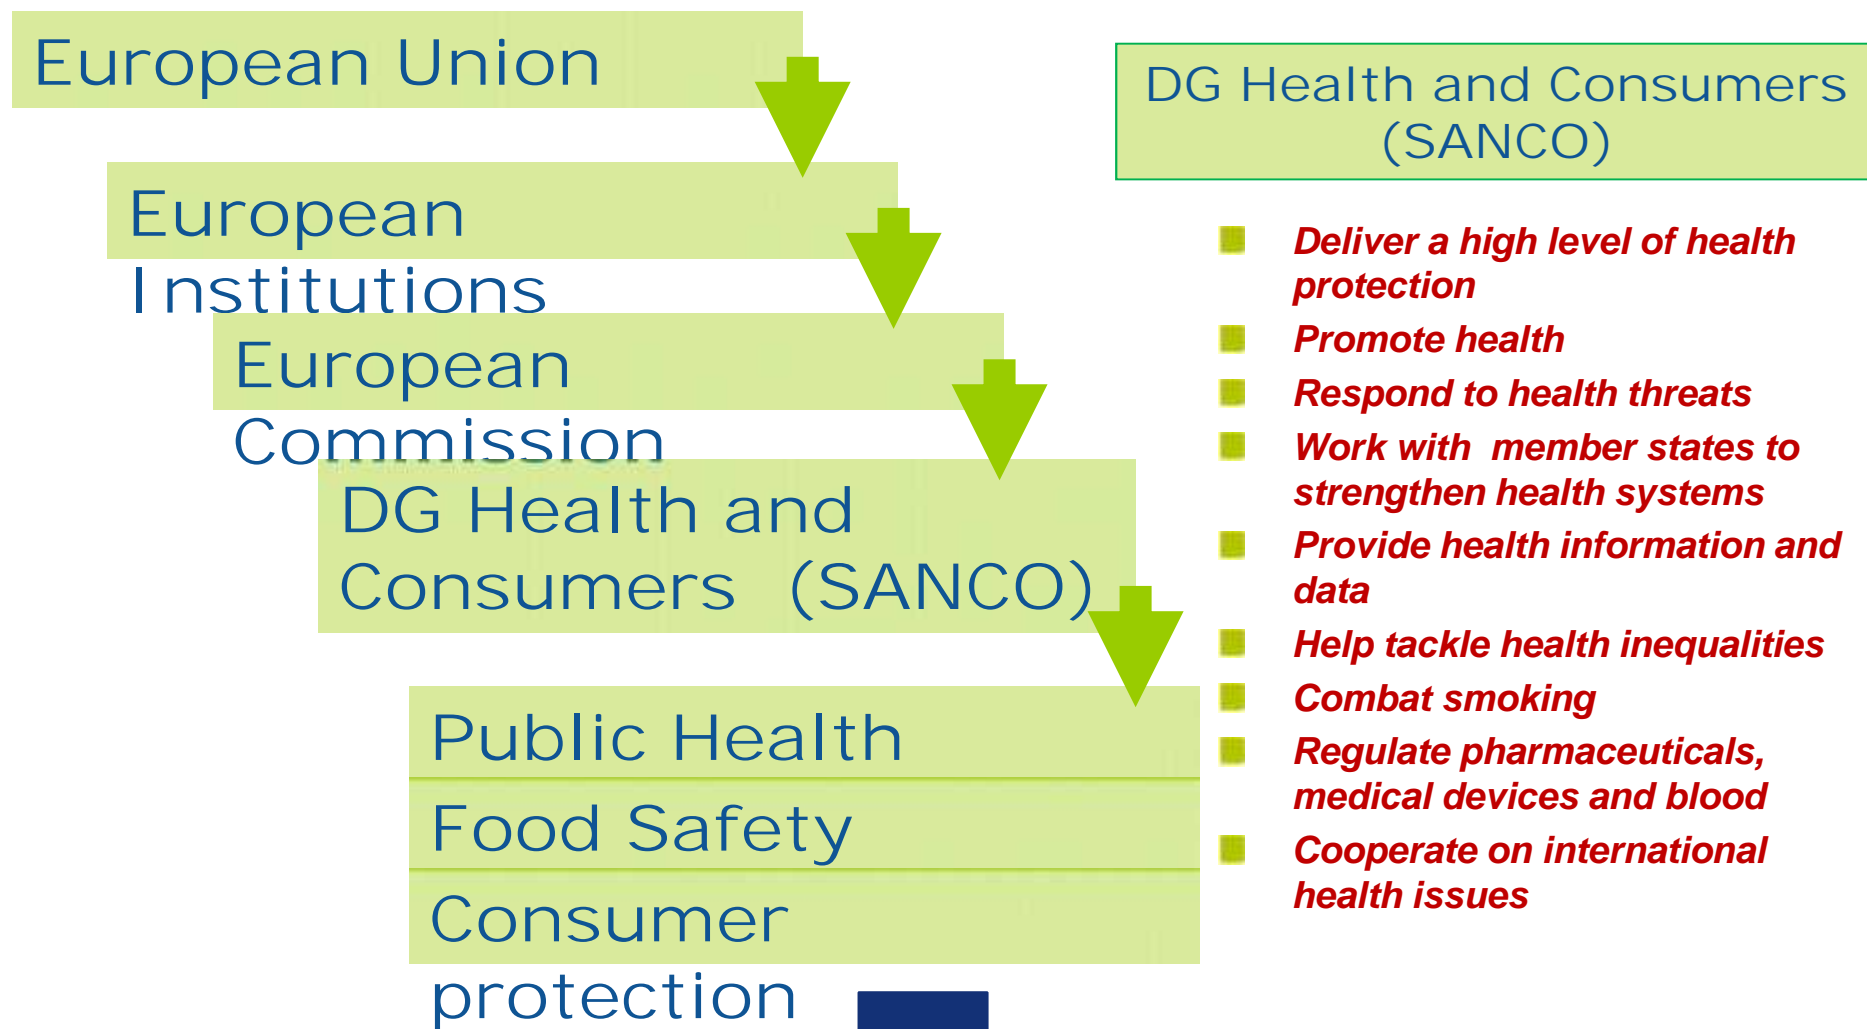 European Union
European
Institutions
European
Commission
DG Health and
Consumers (SANCO)
Public Health
Food Safety
Consumer
protection
DG Health and Consumers
(SANCO)
Deliver a high level of health
protection
Promote health
Respond to health threats
Work with member states to
strengthen health systems
Provide health information and
data
Help tackle health inequalities
Combat smoking
Regulate pharmaceuticals,
medical devices and blood
Cooperate on international
health issues